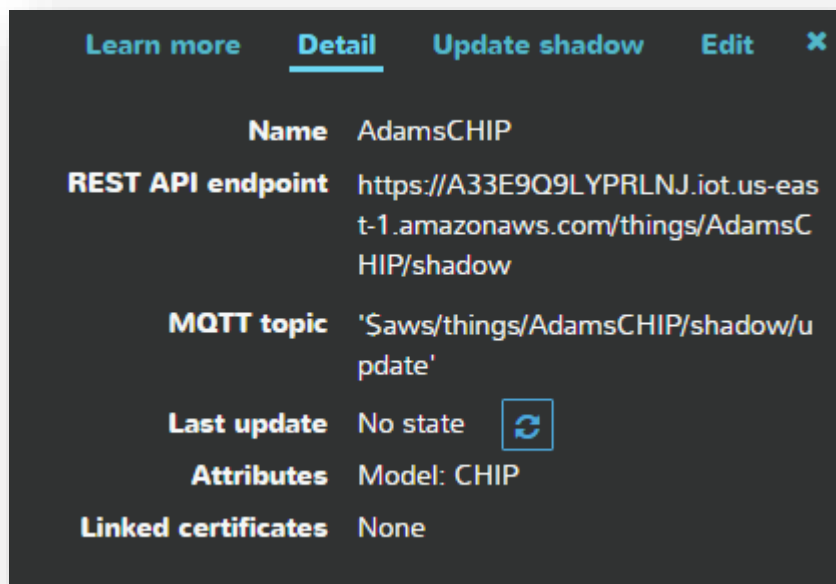 Learn more Detail Update shadow Edit ✖
Name AdamsCHIP
REST API endpoint https://A33E9Q9LYPRLNJ.iot.us-eas
t-1.amazonaws.com/things/AdamsC
HIP/shadow
MQTT topic '$aws/things/AdamsCHIP/shadow/u
pdate'
Last update No state
Attributes Model: CHIP
Linked certificates None